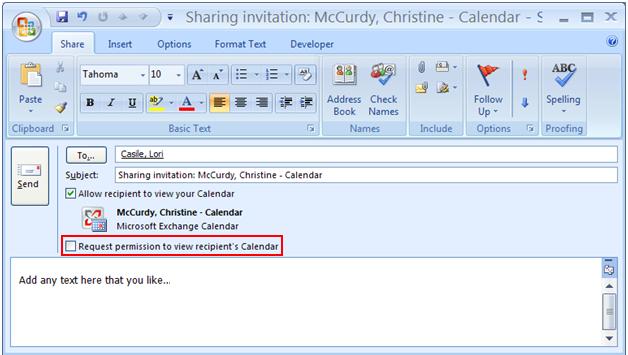 Sharing invitation: McCurdy, Christine - Calendar - S
Share Insert Options Format Text Developer
Tahoma 10 A A
Paste B I U ab A Address Book Check Names Follow Up ABC Spelling
Clipboard Basic Text Names Include Options Proofing
To... Casile, Lori
Send
Subject: Sharing invitation: McCurdy, Christine - Calendar
Allow recipient to view your Calendar
McCurdy, Christine - Calendar
Microsoft Exchange Calendar
Request permission to view recipient's Calendar
Add any text here that you like...